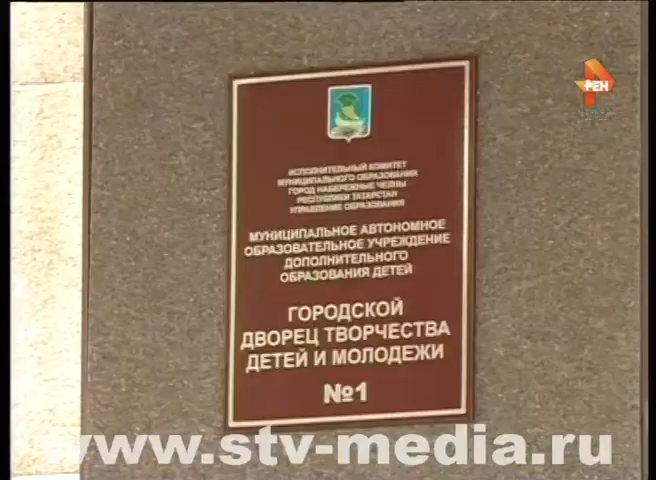 РЕН
ИСПОЛНИТЕЛЬНЫЙ КОМИТЕТ
МУНИЦИПАЛЬНОГО ОБРАЗОВАНИЯ
ГОРОД НАБЕРЕЖНЫЕ ЧЕЛНЫ
РЕСПУБЛИКИ ТАТАРСТАН
УПРАВЛЕНИЕ ОБРАЗОВАНИЯ
МУНИЦИПАЛЬНОЕ АВТОНОМНОЕ
ОБРАЗОВАТЕЛЬНОЕ УЧРЕЖДЕНИЕ
ДОПОЛНИТЕЛЬНОГО
ОБРАЗОВАНИЯ ДЕТЕЙ
ГОРОДСКОЙ
ДВОРЕЦ ТВОРЧЕСТВА
ДЕТЕЙ И МОЛОДЕЖИ
№1
www.stv-media.ru